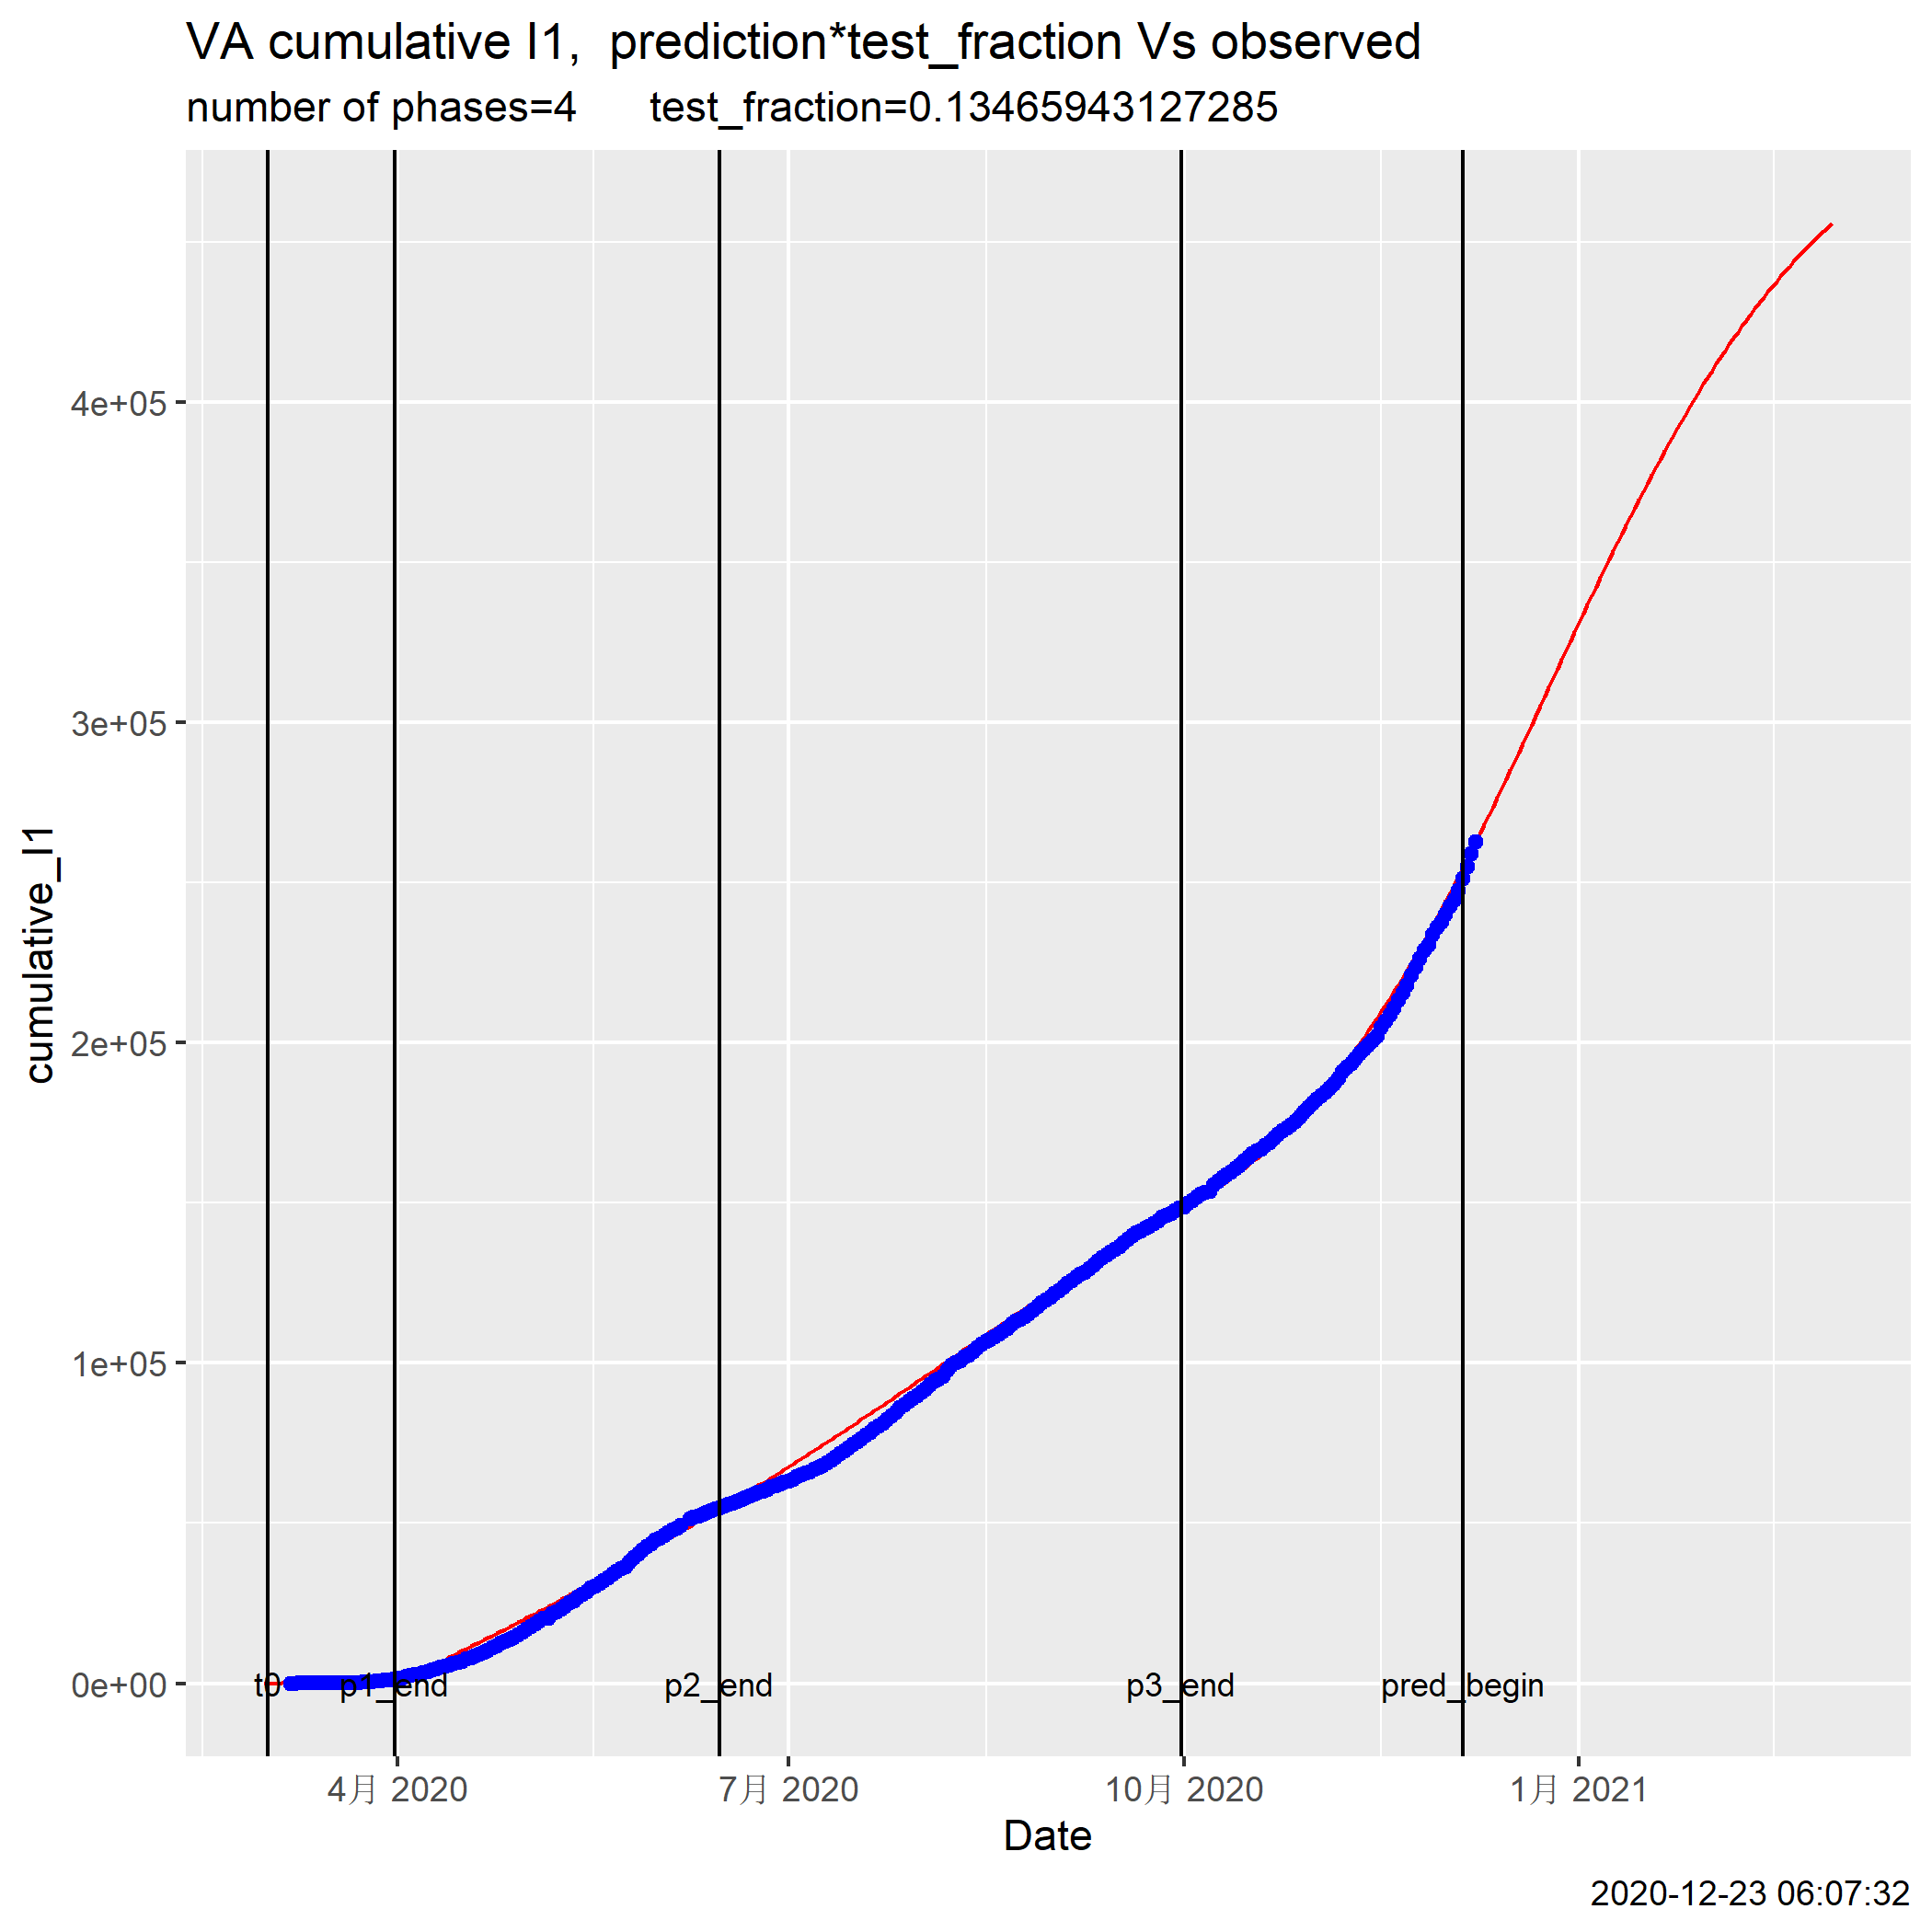 VA cumulative I1,  prediction*test_fraction Vs observed
number of phases=4      test_fraction=0.13465943127285
cumulative_I1
4e+05
3e+05
2e+05
1e+05
0e+00
t0 p1_end p2_end p3_end pred_begin
4月 2020 7月 2020 10月 2020 1月 2021
Date
2020-12-23 06:07:32